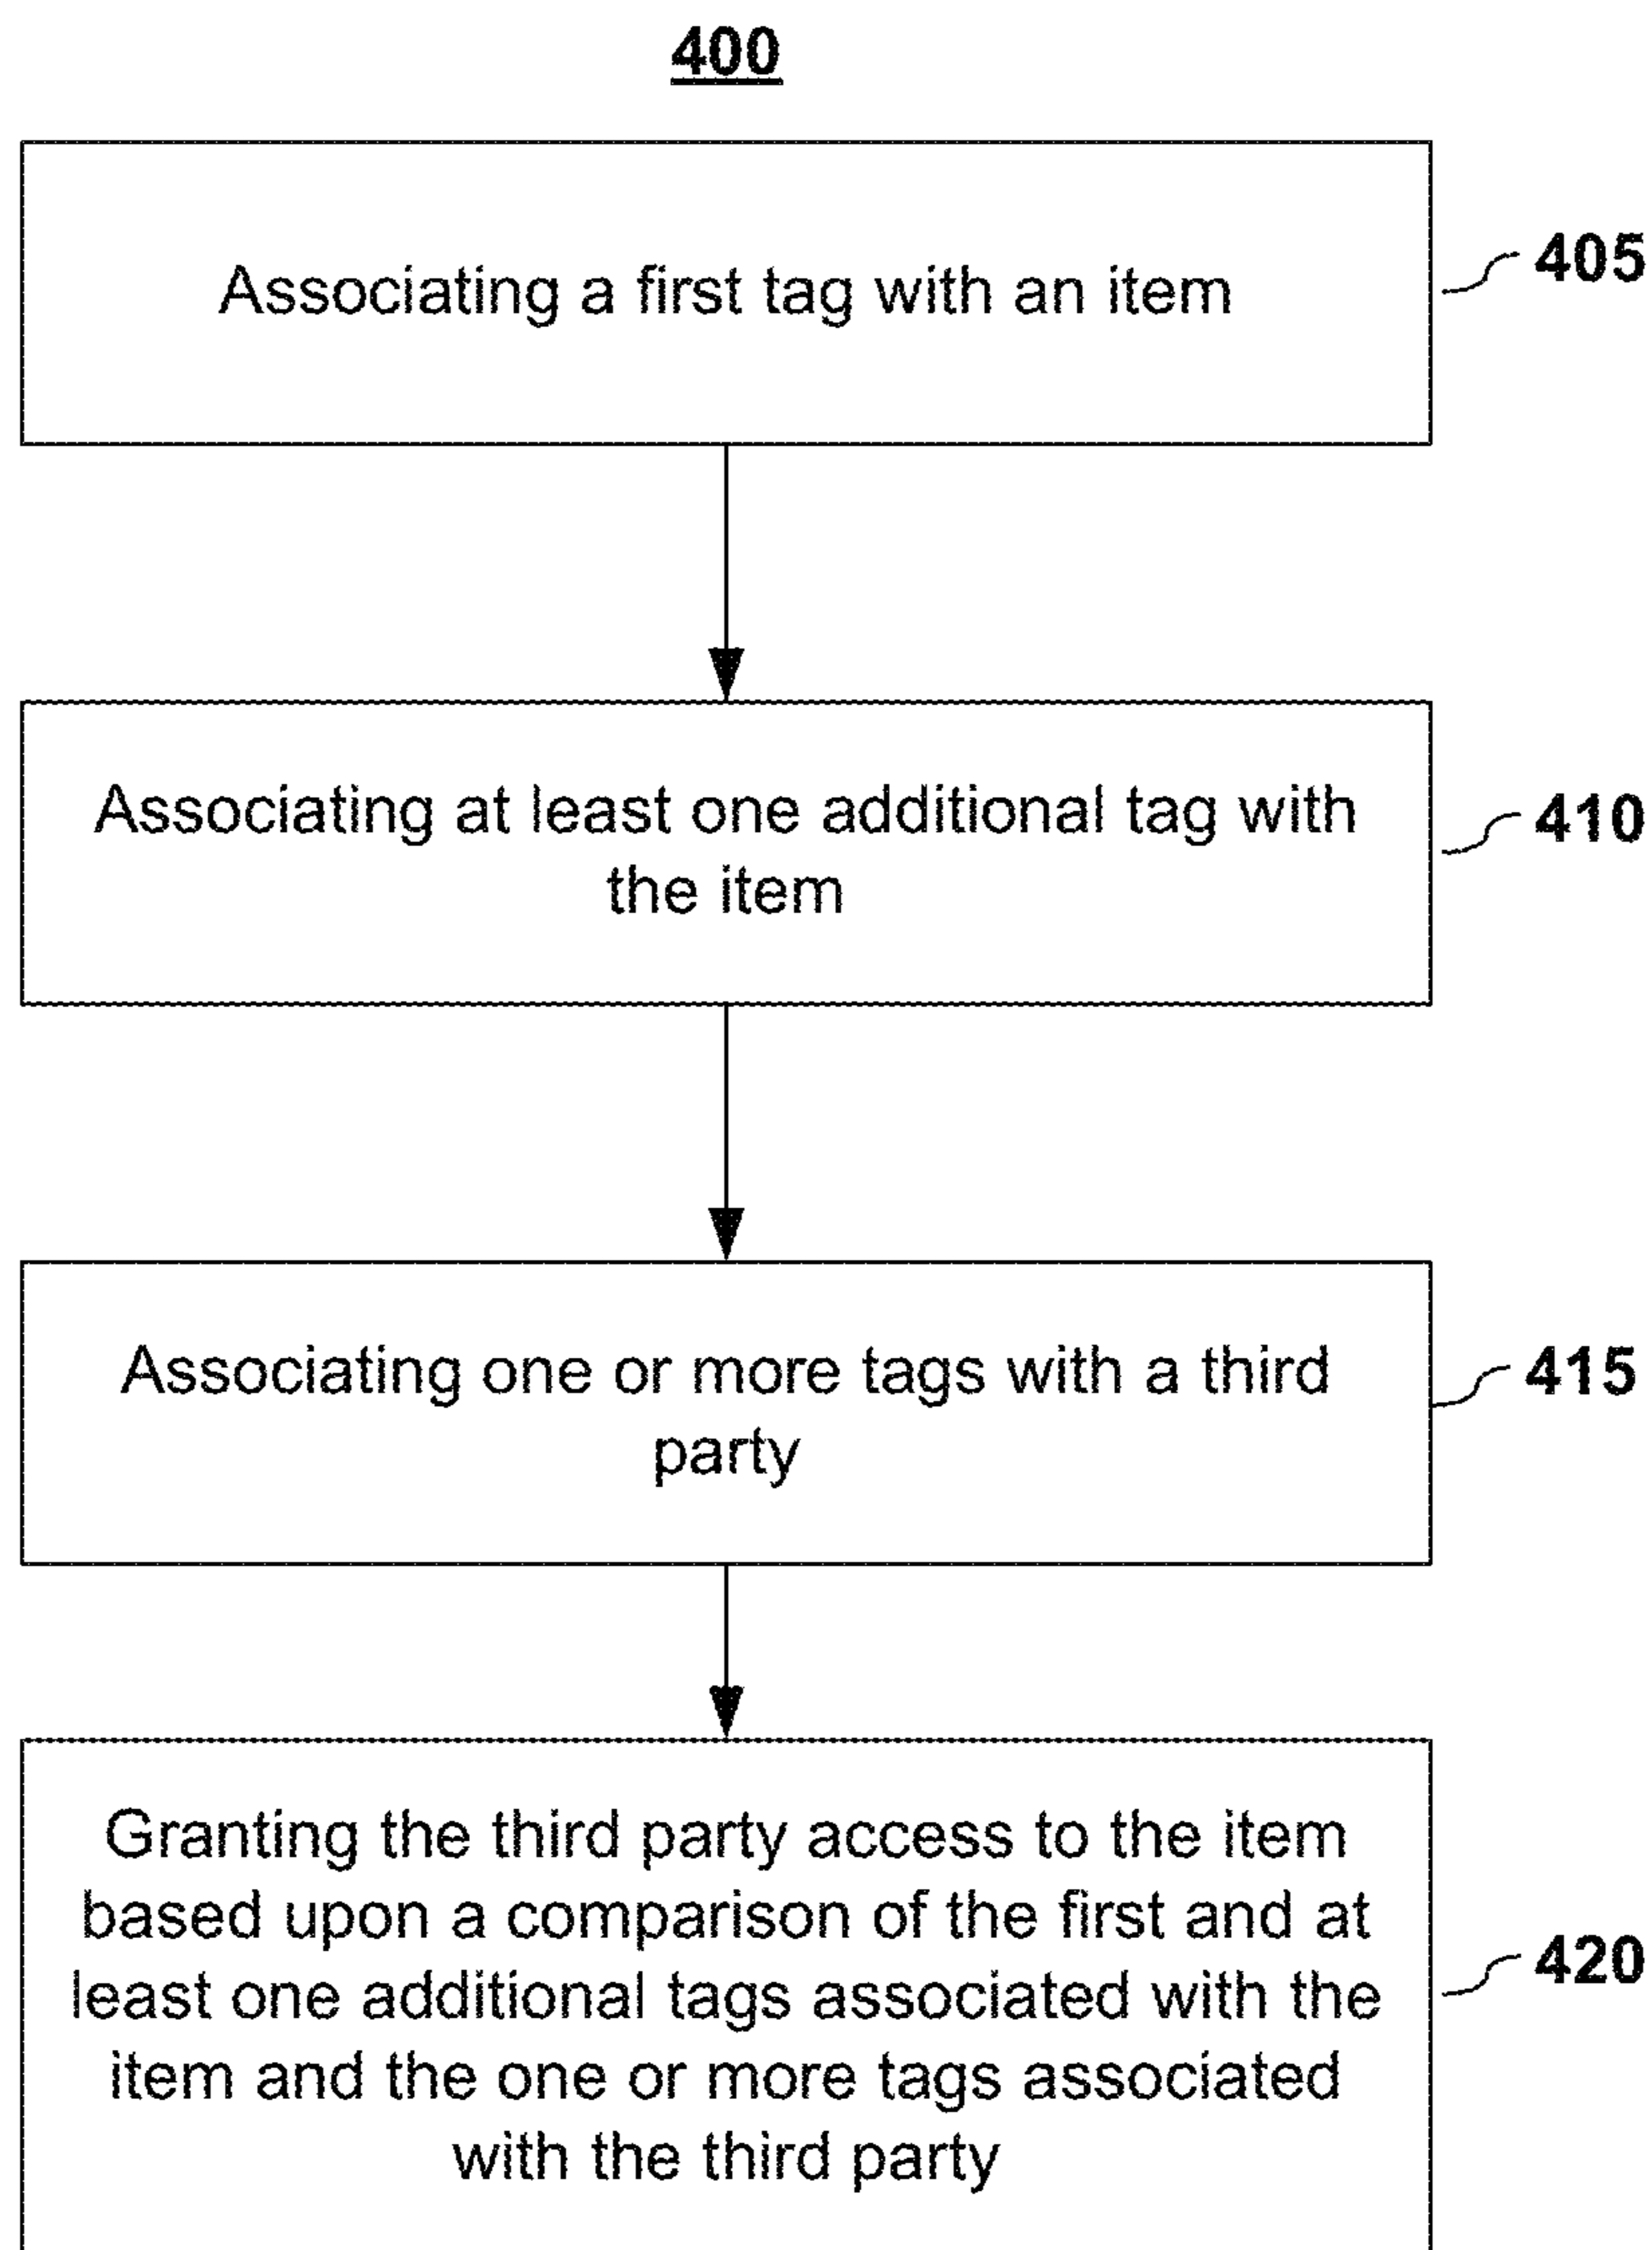 400
Associating a first tag with an item
405
Associating at least one additional tag with
the item
410
Associating one or more tags with a third
party
415
Granting the third party access to the item
based upon a comparison of the first and at
least one additional tags associated with the
item and the one or more tags associated
with the third party
420